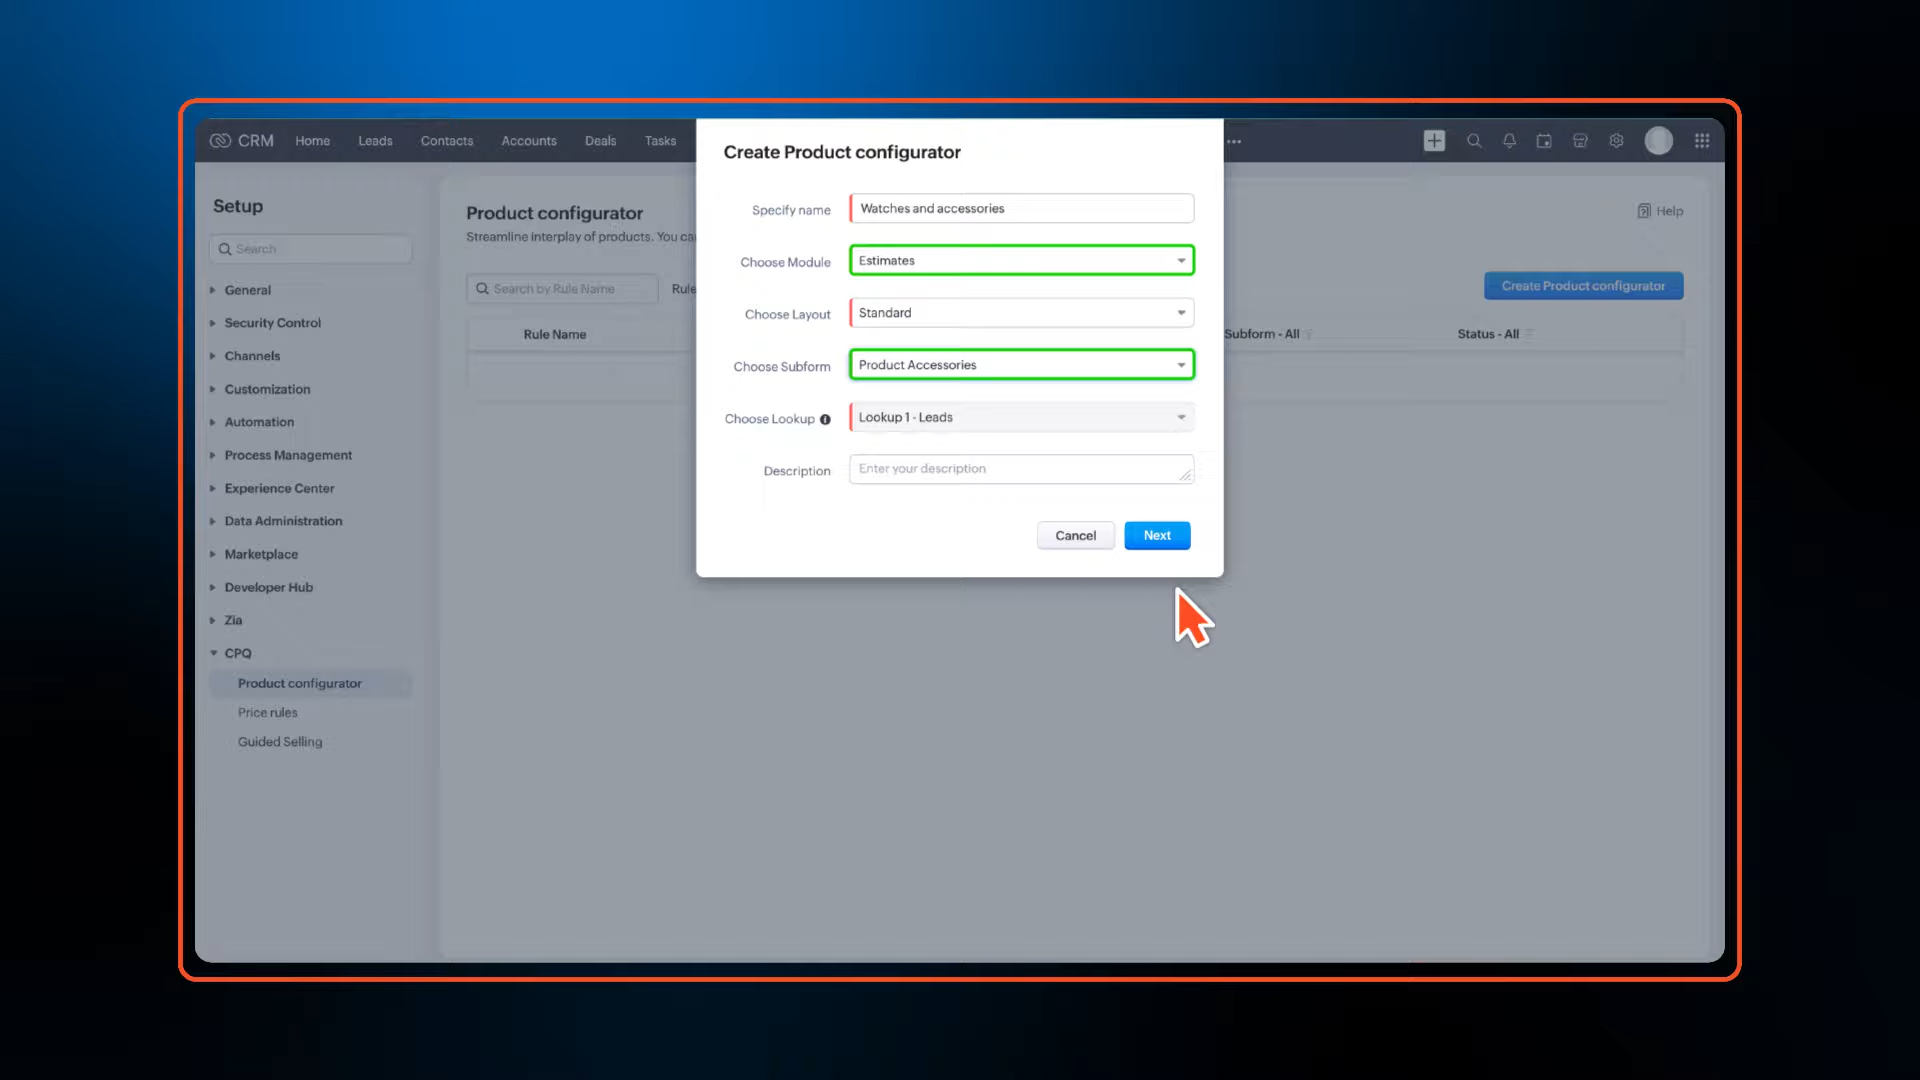 CRM Home Leads Contacts Accounts Deals Tasks
Setup
Search
General
Security Control
Channels
Customization
Automation
Process Management
Experience Center
Data Administration
Marketplace
Developer Hub
Zia
CPQ
Product configurator
Price rules
Guided Selling
Product configurator
Streamline interplay of products. You
Help
Search by Rule Name
Create Product configurator
Rule Name
Subform - All
Status - All
Create Product configurator
Specify name Watches and accessories
Choose Module Estimates
Choose Layout Standard
Choose Subform Product Accessories
Choose Lookup Lookup 1 - Leads
Description Enter your description
Cancel Next